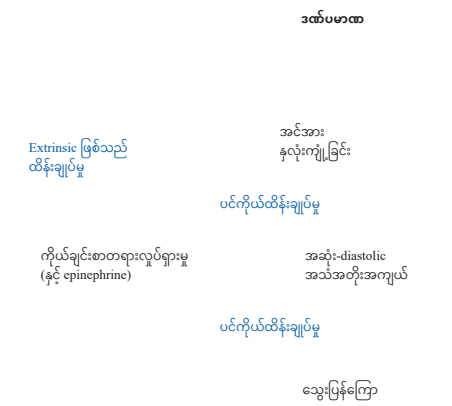 ဒဏ်ပမာဏ
အင်အား
နှလုံးကျုံ့ခြင်း
Extrinsic ဖြစ်သည်
ထိန်းချုပ်မှု
ပင်ကိုယ်ထိန်းချုပ်မှု
ကိုယ်ချင်းစာတရားလှုပ်ရှားမှု
(နှင့် epinephrine)
အဆုံး-diastolic
အသံအတိုးအကျယ်
ပင်ကိုယ်ထိန်းချုပ်မှု
သွေးပြန်ကြော